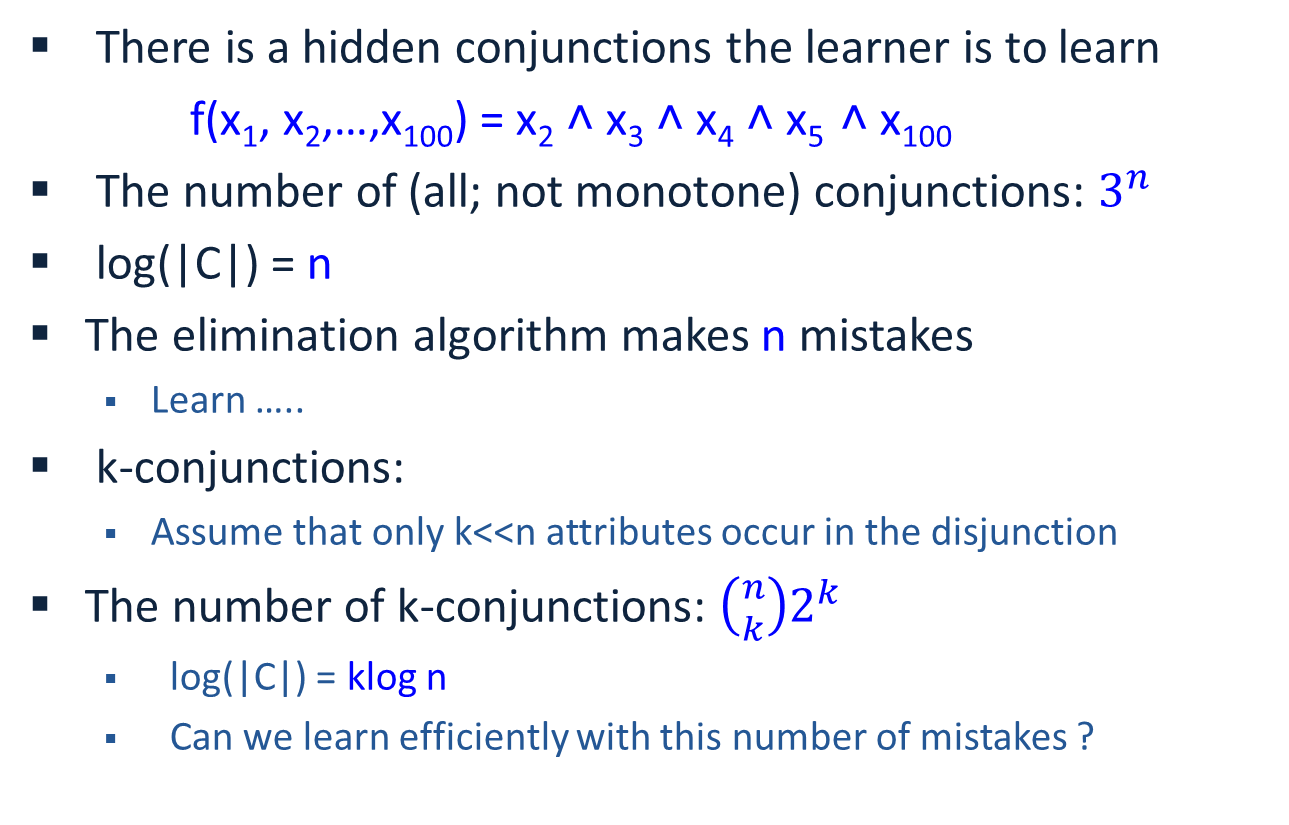 ▪ There is a hidden conjunctions the learner is to learn
f(x₁, x₂,…,x₁₀₀) = x₂ ∧ x₃ ∧ x₄ ∧ x₅ ∧ x₁₀₀
▪ The number of (all; not monotone) conjunctions: 3ⁿ
▪ log(|C|) = n
▪ The elimination algorithm makes n mistakes
▪ Learn …..
▪ k-conjunctions:
▪ Assume that only k<<n attributes occur in the disjunction
▪ The number of k-conjunctions: (n k)2ᵏ
▪ log(|C|) = klog n
▪ Can we learn efficiently with this number of mistakes ?